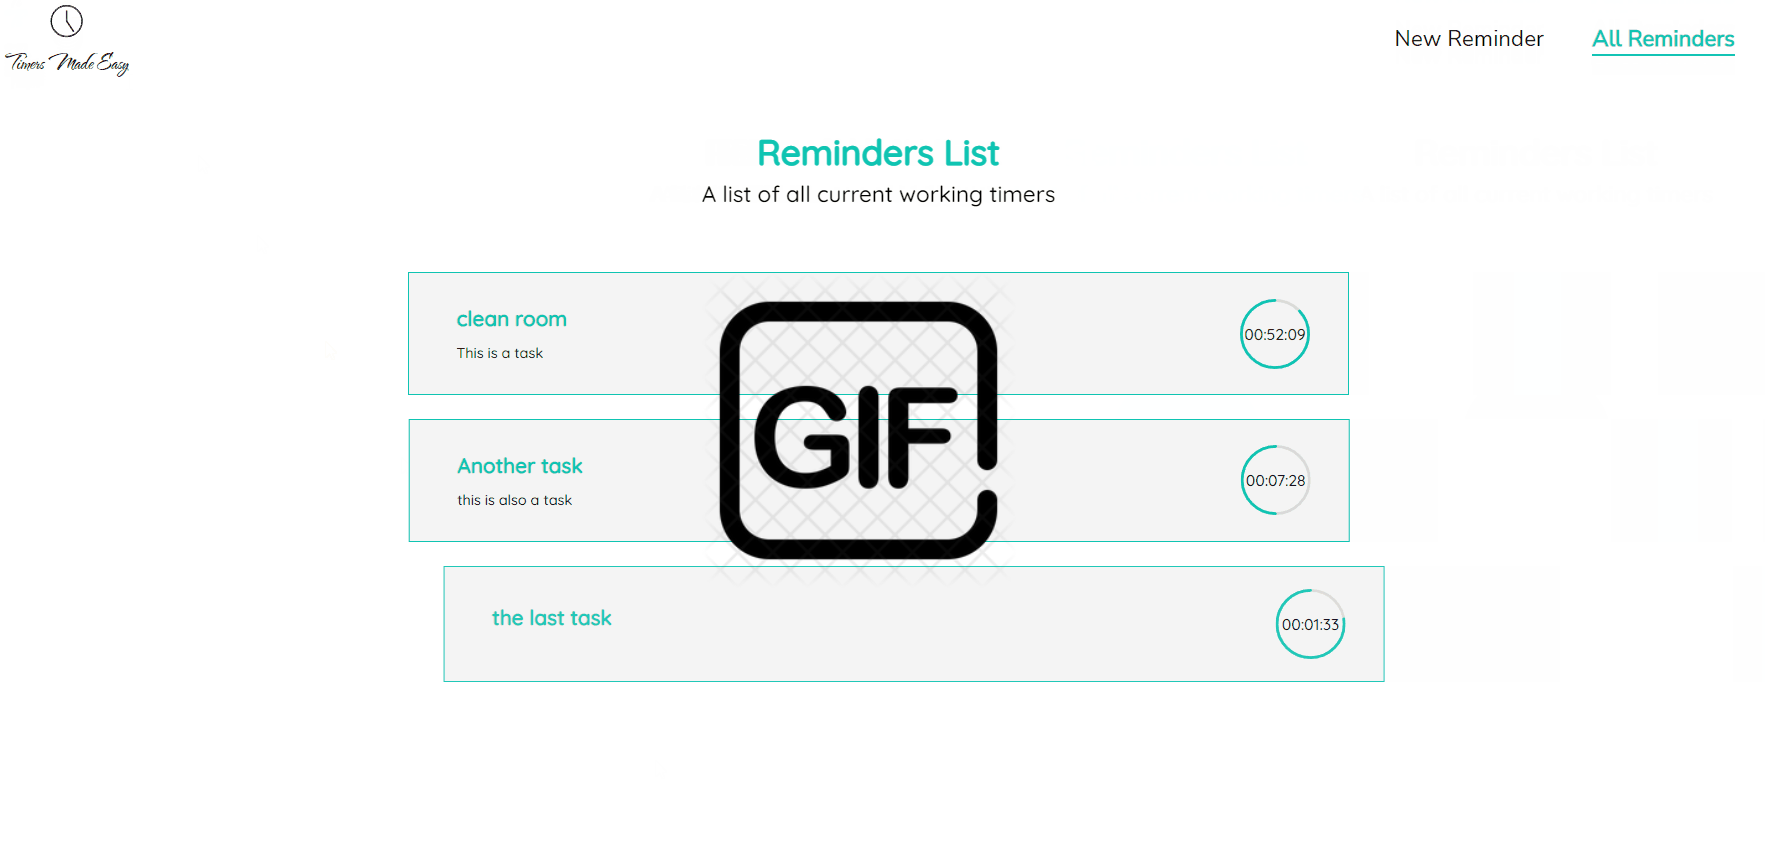 Timers Made Easy
New Reminder
All Reminders
Reminders List
A list of all current working timers
clean room
This is a task
00:52:09
GIF
Another task
this is also a task
00:07:28
the last task
00:01:33